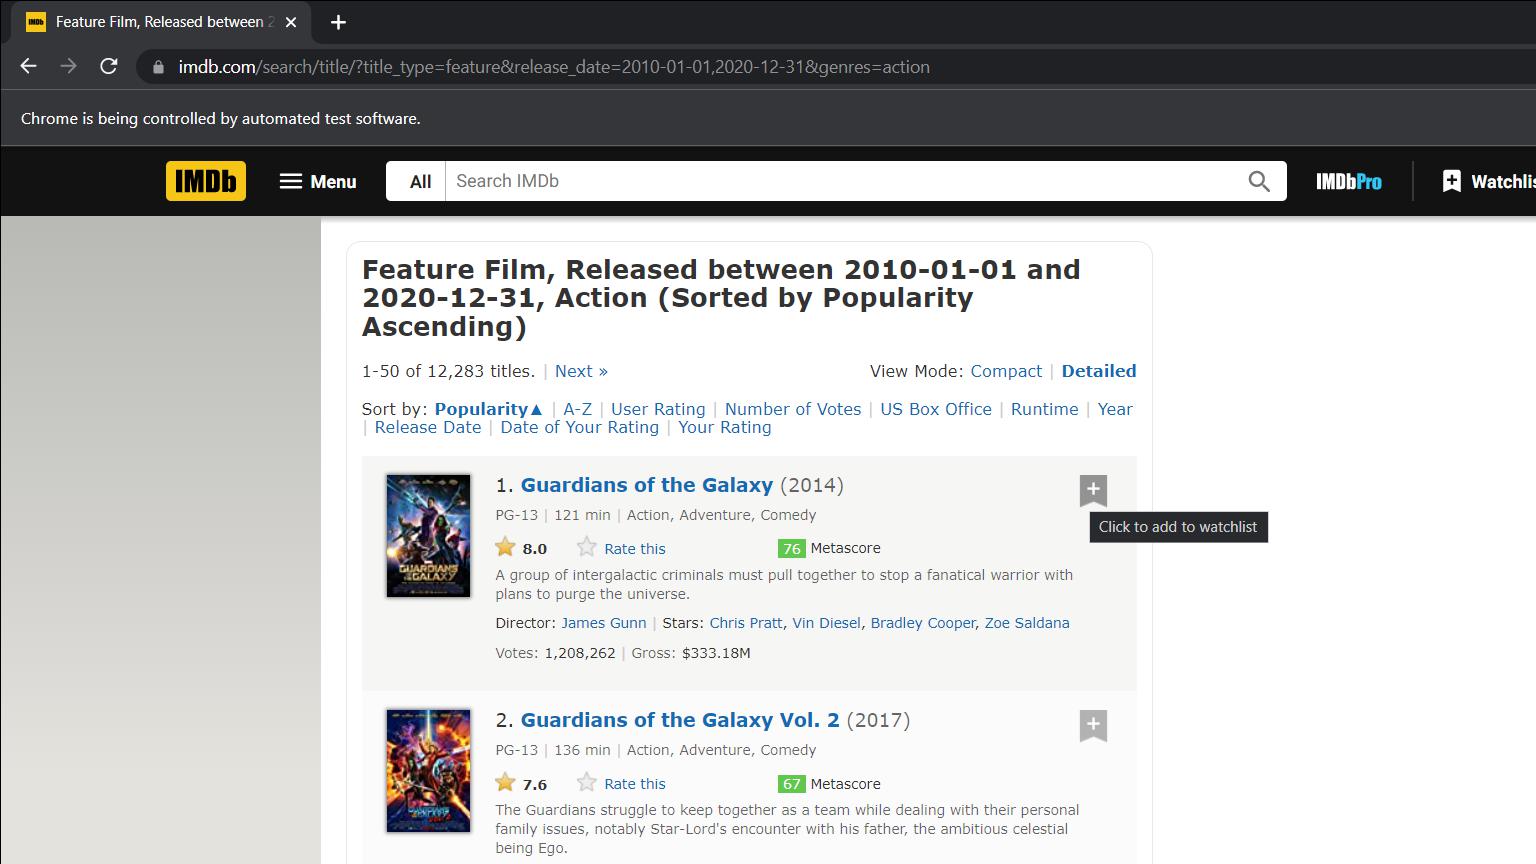 IMDb Feature Film, Released between 2
imdb.com/search/title/?title_type=feature&release_date=2010-01-01,2020-12-31&genres=action
Chrome is being controlled by automated test software.
IMDb Menu All Search IMDb IMDbPro Watchlis
Feature Film, Released between 2010-01-01 and
2020-12-31, Action (Sorted by Popularity
Ascending)
1-50 of 12,283 titles. | Next » View Mode: Compact | Detailed
Sort by: Popularity▲ | A-Z | User Rating | Number of Votes | US Box Office | Runtime | Year
| Release Date | Date of Your Rating | Your Rating
1. Guardians of the Galaxy (2014)
PG-13 | 121 min | Action, Adventure, Comedy
Click to add to watchlist
8.0 Rate this 76 Metascore
A group of intergalactic criminals must pull together to stop a fanatical warrior with
plans to purge the universe.
Director: James Gunn | Stars: Chris Pratt, Vin Diesel, Bradley Cooper, Zoe Saldana
Votes: 1,208,262 | Gross: $333.18M
GUARDIANS
OF THE
GALAXY
2. Guardians of the Galaxy Vol. 2 (2017)
PG-13 | 136 min | Action, Adventure, Comedy
7.6 Rate this 67 Metascore
The Guardians struggle to keep together as a team while dealing with their personal
family issues, notably Star-Lord's encounter with his father, the ambitious celestial
being Ego.